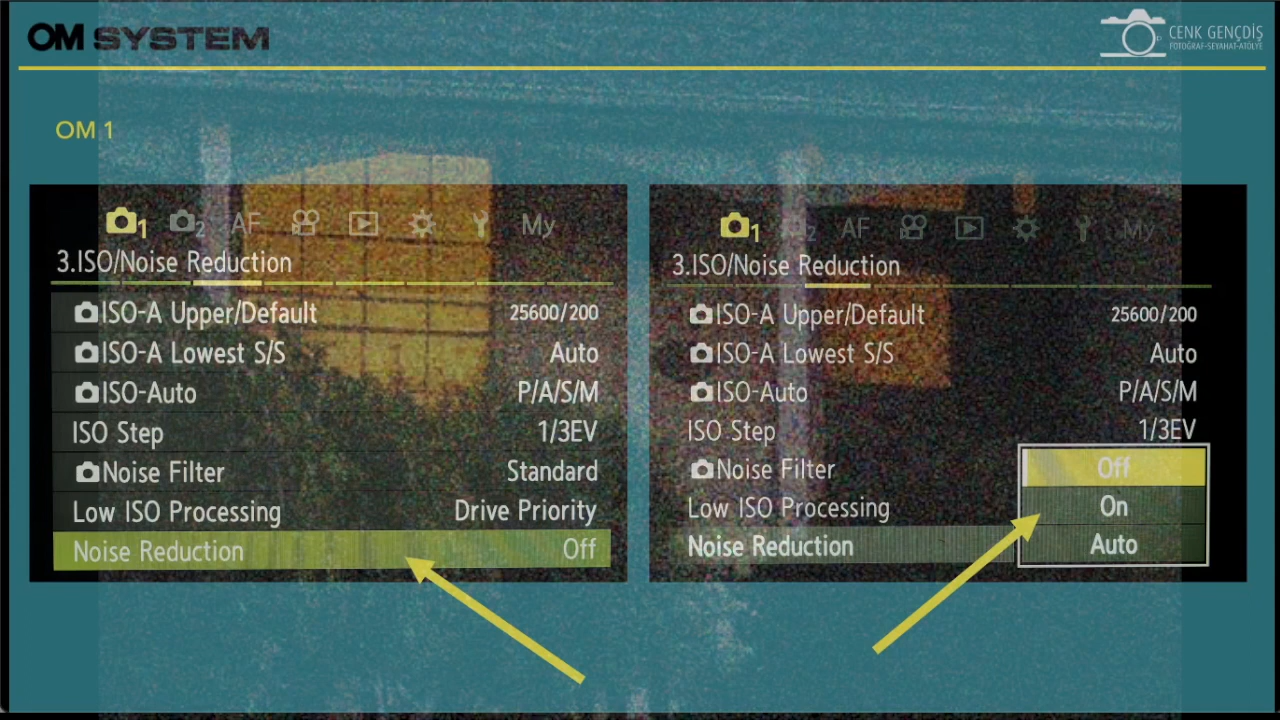 OM SYSTEM
CENK GENÇDİŞ
FOTOĞRAF-SEYAHAT-ATÖLYE
OM 1
1 2 AF My
3.ISO/Noise Reduction
ISO-A Upper/Default 25600/200
ISO-A Lowest S/S Auto
ISO-Auto P/A/S/M
ISO Step 1/3EV
Noise Filter Standard
Low ISO Processing Drive Priority
Noise Reduction Off
1 2 AF My
3.ISO/Noise Reduction
ISO-A Upper/Default 25600/200
ISO-A Lowest S/S Auto
ISO-Auto P/A/S/M
ISO Step 1/3EV
Noise Filter Off
Low ISO Processing On
Noise Reduction Auto